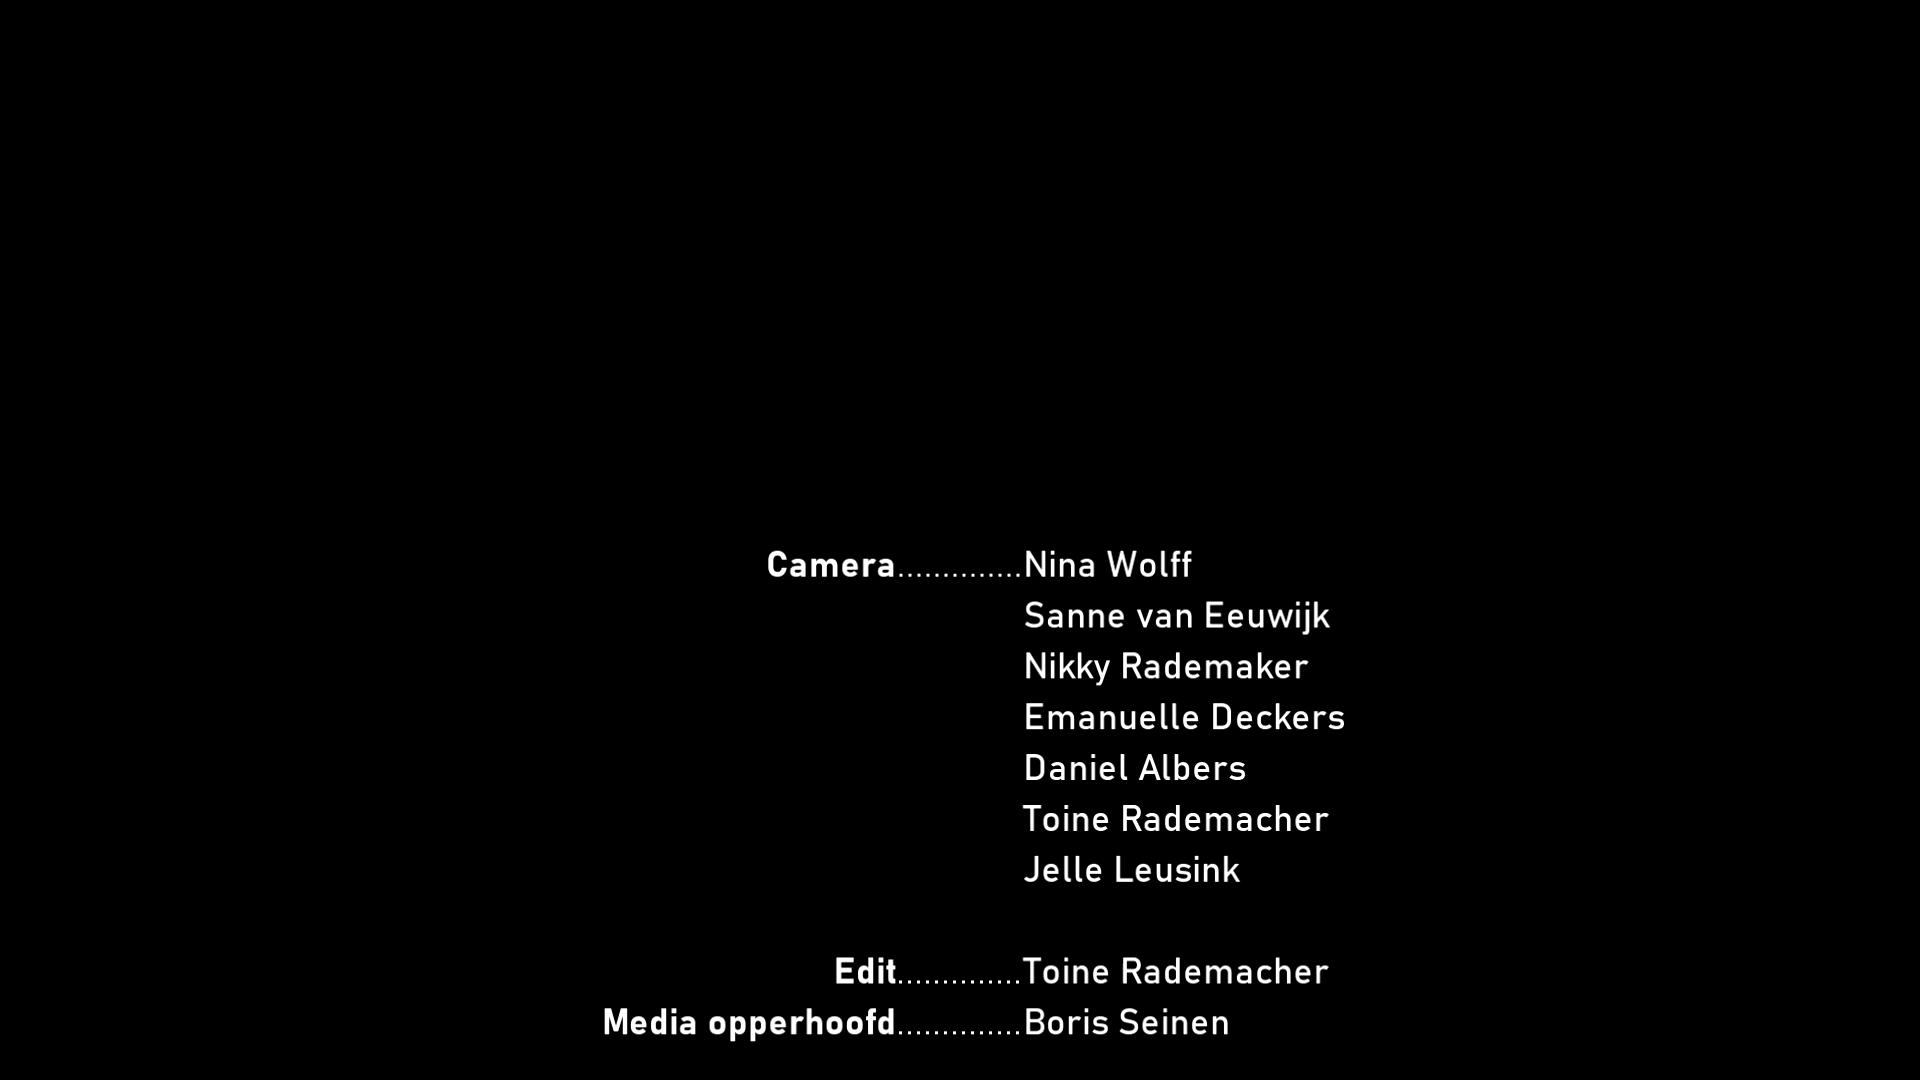 Camera..............Nina Wolff
Sanne van Eeuwijk
Nikky Rademaker
Emanuelle Deckers
Daniel Albers
Toine Rademacher
Jelle Leusink
Edit..............Toine Rademacher
Media opperhoofd..............Boris Seinen